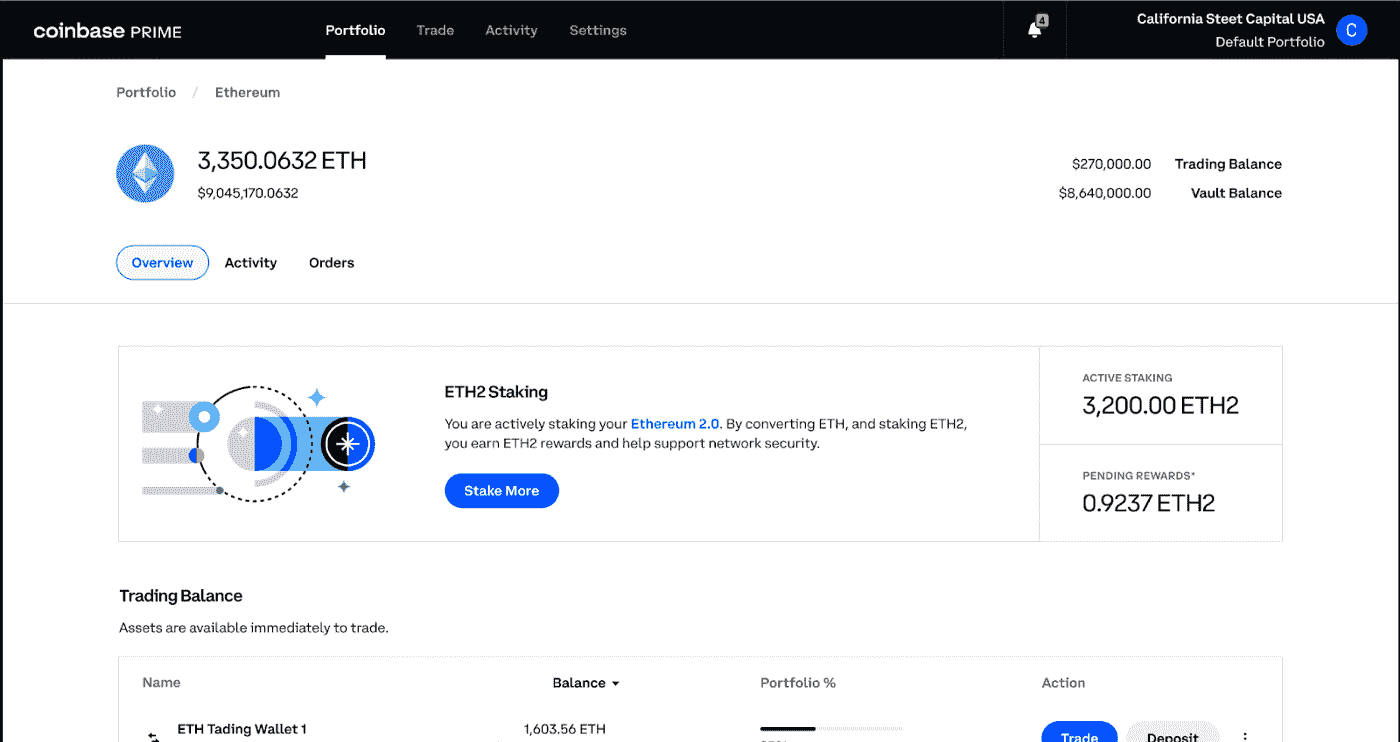 coinbase PRIME
Portfolio Trade Activity Settings
4
California Steet Capital USA
Default Portfolio
C
Portfolio / Ethereum
3,350.0632 ETH
$9,045,170.0632
$270,000.00 Trading Balance
$8,640,000.00 Vault Balance
Overview Activity Orders
ETH2 Staking
You are actively staking your Ethereum 2.0. By converting ETH, and staking ETH2,
you earn ETH2 rewards and help support network security.
Stake More
ACTIVE STAKING
3,200.00 ETH2
PENDING REWARDS*
0.9237 ETH2
Trading Balance
Assets are available immediately to trade.
Name Balance Portfolio % Action
ETH Tading Wallet 1 1,603.56 ETH Trade Deposit